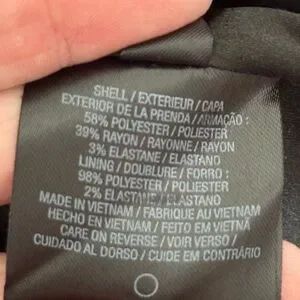 SHELL / EXTERIEUR / CAPA
EXTERIOR DE LA PRENDA / ARMAÇÃO :
58% POLYESTER / POLIESTER
39% RAYON / RAYONNE / RAYON
3% ELASTANE / ELASTANO
LINING / DOUBLURE / FORRO :
98% POLYESTER / POLIESTER
2% ELASTANE / ELASTANO
MADE IN VIETNAM / FABRIQUE AU VIETNAM
HECHO EN VIETNAM / FEITO EM VIETNÃ
CARE ON REVERSE / VOIR VERSO /
CUIDADO AL DORSO / CUIDE EM CONTRÁRIO